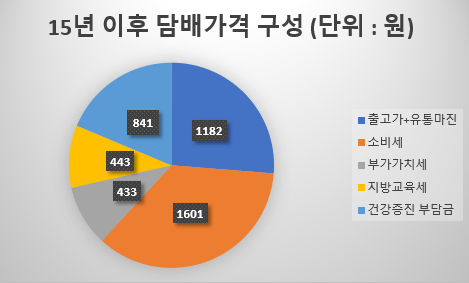 15년 이후 담배가격 구성 (단위 : 원)
1182
841
443
433
1601
출고가+유통마진
소비세
부가가치세
지방교육세
건강증진 부담금